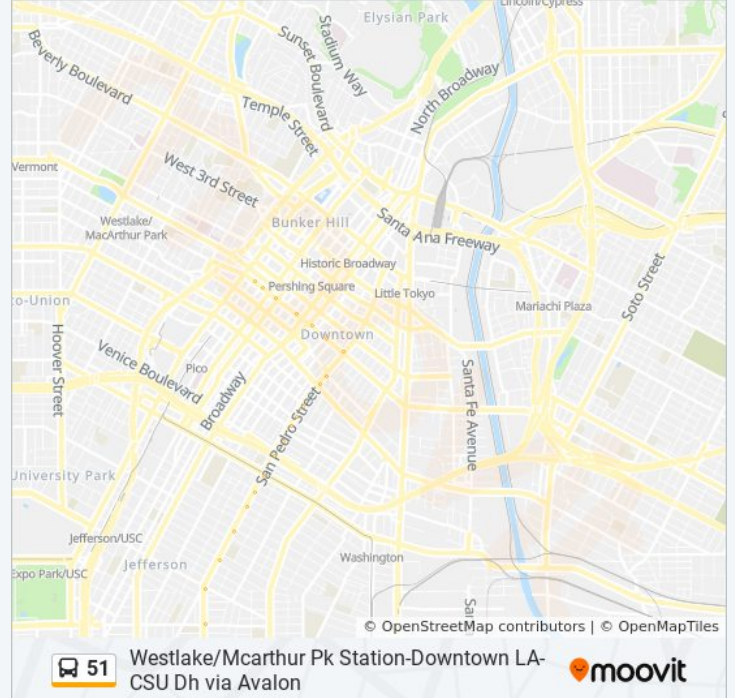 Lincoln/Cypress
Elysian Park
Stadium Way
Sunset Boulevard
Beverly Boulevard
North Broadway
Temple Street
Vermont
West 3rd Street
Westlake/
MacArthur Park
Bunker Hill
Santa Ana Freeway
Historic Broadway
Pershing Square
Little Tokyo
Soto Street
co-Union
Mariachi Plaza
Downtown
Hoover Street
Venice Boulevard
Pico
Broadway
Santa Fe Avenue
San Pedro Street
University Park
Jefferson/USC
Jefferson
Washington
Expo Park/USC
San
© OpenStreetMap contributors | © OpenMapTiles
51
Westlake/Mcarthur Pk Station-Downtown LA-
CSU Dh via Avalon
moovit